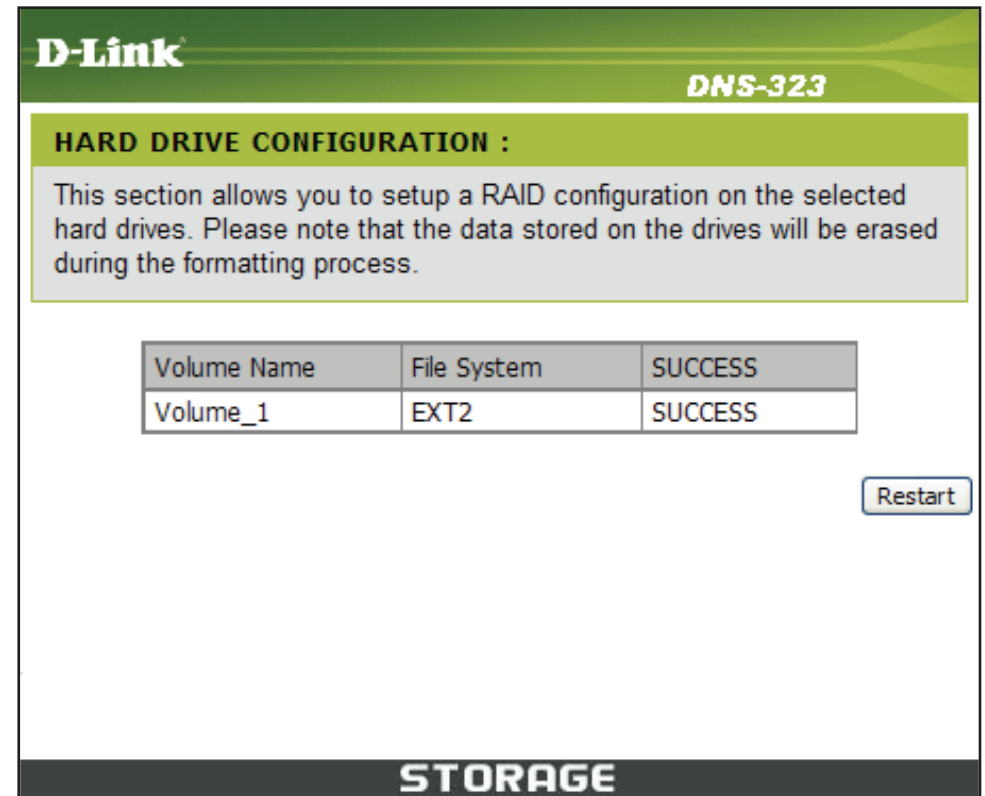 D-Link
DNS-323
HARD DRIVE CONFIGURATION :
This section allows you to setup a RAID configuration on the selected
hard drives. Please note that the data stored on the drives will be erased
during the formatting process.
Volume Name File System SUCCESS
Volume_1 EXT2 SUCCESS
Restart
STORAGE